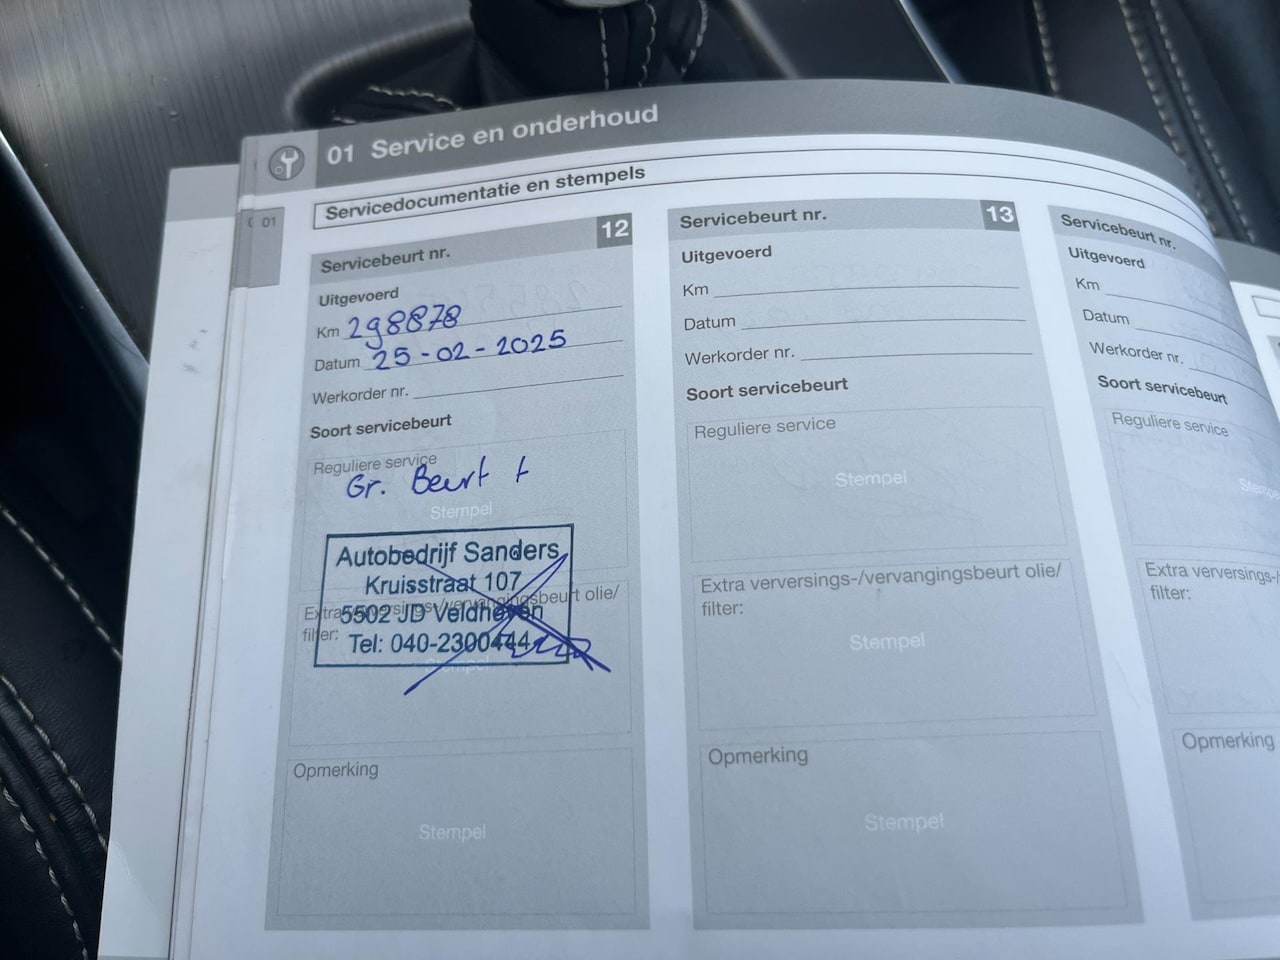 01 Service en onderhoud
01
Servicedocumentatie en stempels
Servicebeurt nr. 12
Uitgevoerd
Km 298878
Datum 25-02-2025
Werkorder nr.
Soort servicebeurt
Reguliere service
Gr. Beurt +
Stempel
Autobedrijf Sanders
Kruisstraat 107
5502 JD Veldhoven
Tel: 040-2300444
Extra verversings-/vervangingsbeurt olie/
filter:
Stempel
Opmerking
Stempel
Servicebeurt nr. 13
Uitgevoerd
Km
Datum
Werkorder nr.
Soort servicebeurt
Reguliere service
Stempel
Extra verversings-/vervangingsbeurt olie/
filter:
Stempel
Opmerking
Stempel
Servicebeurt nr.
Uitgevoerd
Km
Datum
Werkorder nr.
Soort servicebeurt
Reguliere service
Extra verversings-/
filter:
Opmerking